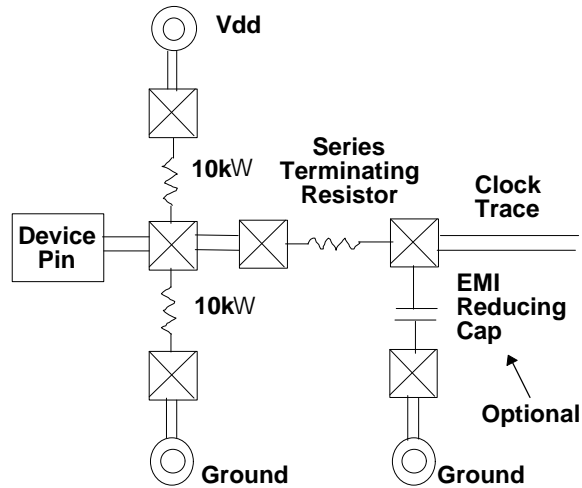 Vdd
10kW
Series
Terminating
Resistor
Clock
Trace
Device
Pin
10kW
EMI
Reducing
Cap
Optional
Ground
Ground